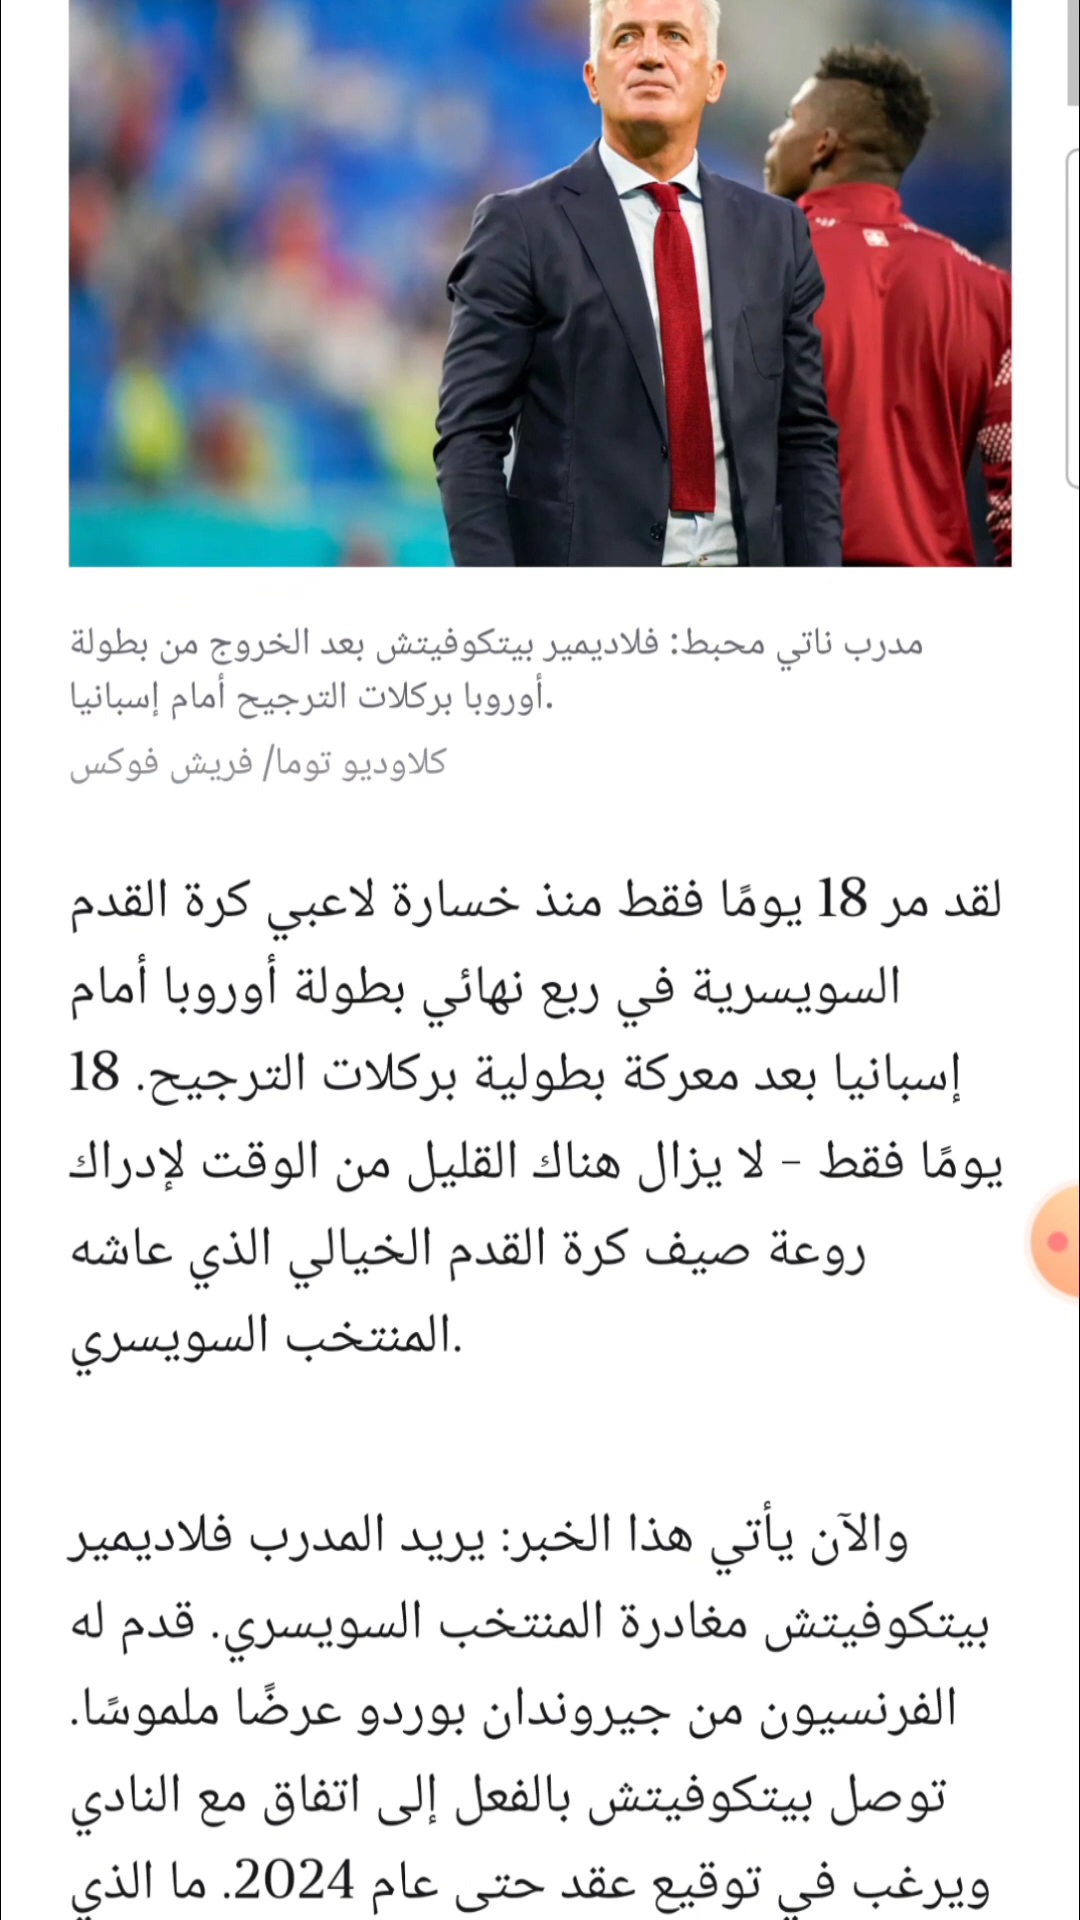 مدرب ناتي محبط: فلاديمير بيتكوفيتش بعد الخروج من بطولة
أوروبا بركلات الترجيح أمام إسبانيا.
كلاوديو توما/ فريش فوكس
لقد مر 18 يومًا فقط منذ خسارة لاعبي كرة القدم
السويسرية في ربع نهائي بطولة أوروبا أمام
إسبانيا بعد معركة بطولية بركلات الترجيح. 18
يومًا فقط - لا يزال هناك القليل من الوقت لإدراك
روعة صيف كرة القدم الخيالي الذي عاشه
المنتخب السويسري.
والآن يأتي هذا الخبر: يريد المدرب فلاديمير
بيتكوفيتش مغادرة المنتخب السويسري. قدم له
الفرنسيون من جيروندان بوردو عرضًا ملموسًا.
توصل بيتكوفيتش بالفعل إلى اتفاق مع النادي
ويرغب في توقيع عقد حتى عام 2024. ما الذي